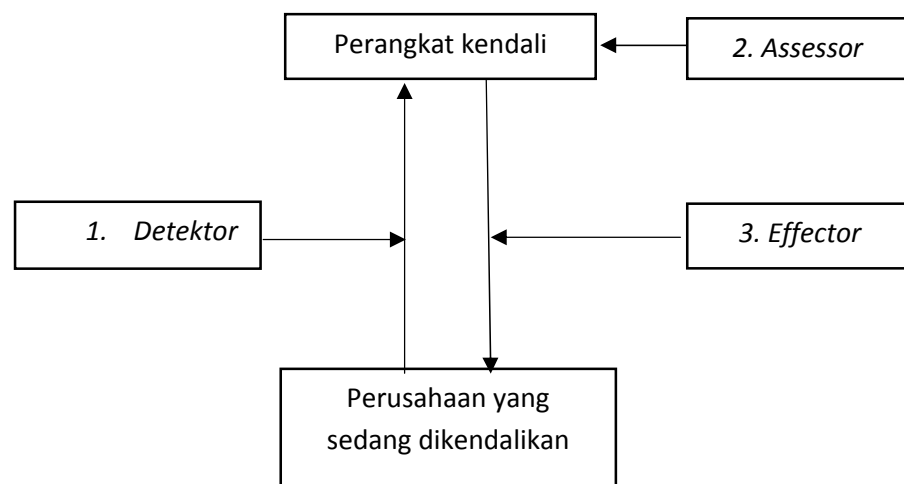 Perangkat kendali
2. Assessor
1. Detektor
3. Effector
Perusahaan yang
sedang dikendalikan